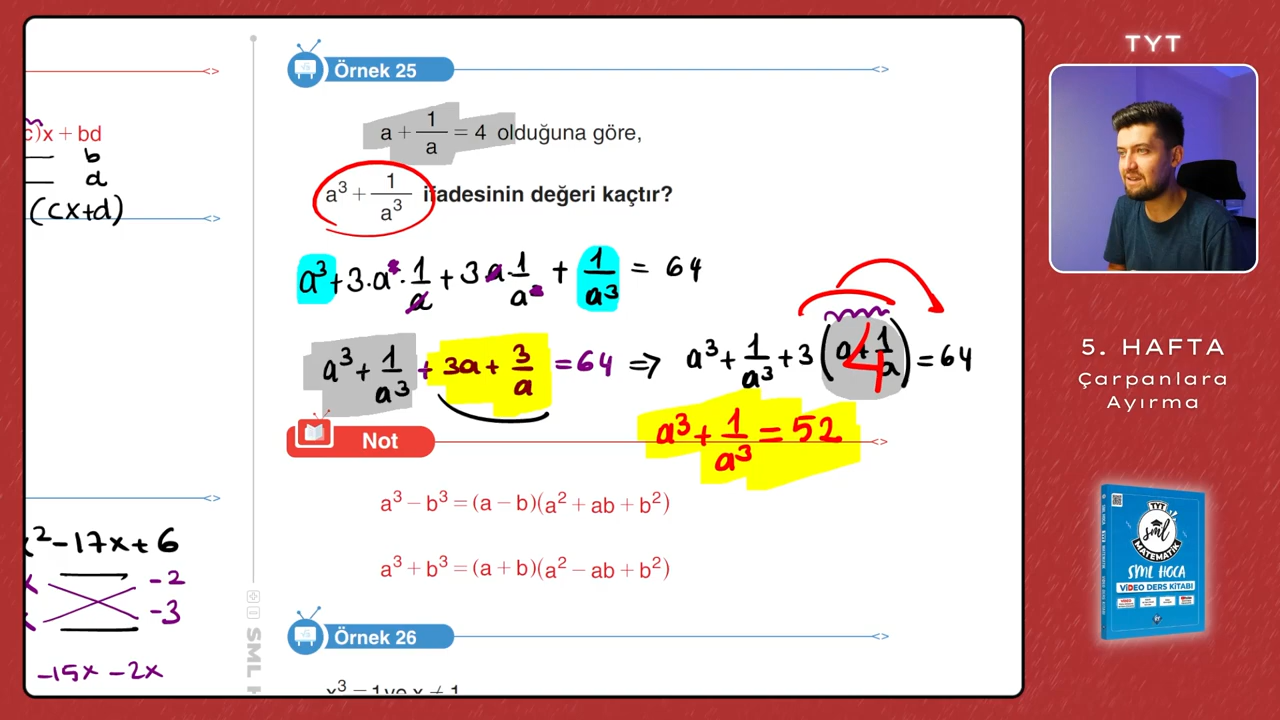 c)x + bd
b
d
(cx+d)
x² - 17x + 6
-2
-3
-15x - 2x
Örnek 25
a + 1/a = 4 olduğuna göre,
a³ + 1/a³ ifadesinin değeri kaçtır?
a³ + 3·a²·1/a + 3a·1/a² + 1/a³ = 64
a³ + 1/a³ + 3a + 3/a = 64 ⇒ a³ + 1/a³ + 3(a + 1/a) = 64
4
a³ + 1/a³ = 52
Not
a³ − b³ = (a − b)(a² + ab + b²)
a³ + b³ = (a + b)(a² − ab + b²)
Örnek 26
SML
TYT
5. HAFTA
Çarpanlara
Ayırma
TYT
sml
MATEMATİK
SML HOCA
VİDEO DERS KİTABI